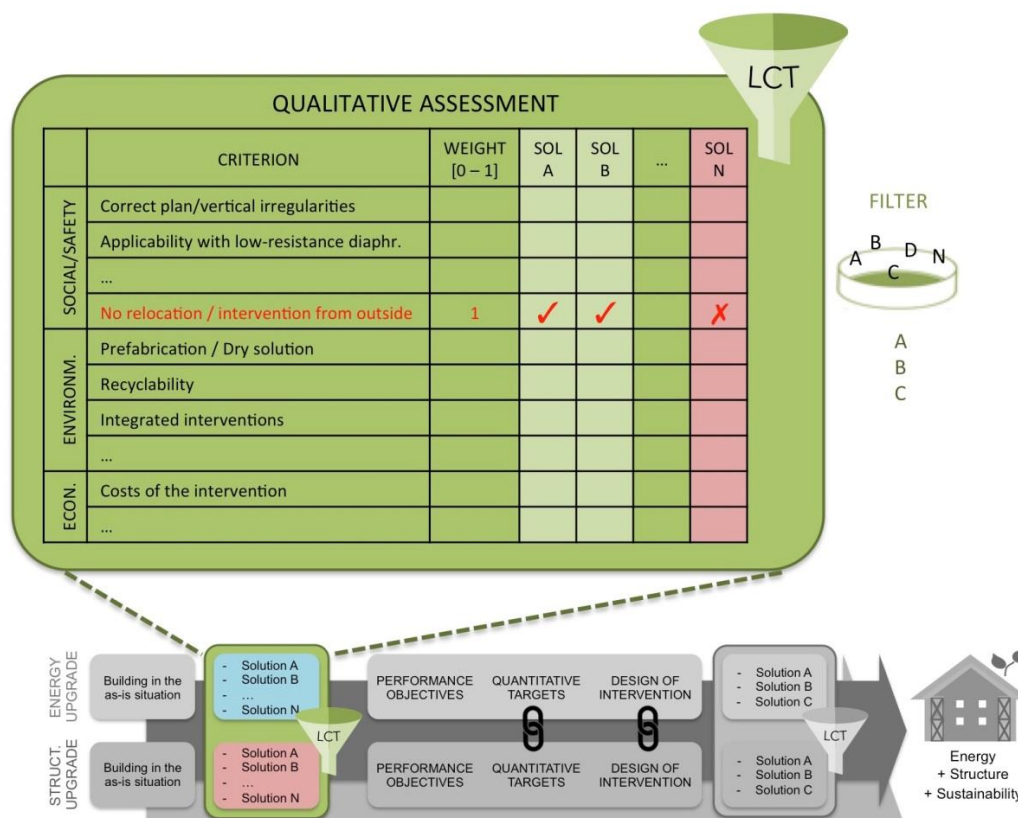 LCT
QUALITATIVE ASSESSMENT
CRITERION
WEIGHT
[0 – 1]
SOL
A
SOL
B
...
SOL
N
SOCIAL/SAFETY
Correct plan/vertical irregularities
Applicability with low-resistance diaphr.
...
No relocation / intervention from outside 1 ✓ ✓ ✗
ENVIRONM.
Prefabrication / Dry solution
Recyclability
Integrated interventions
...
ECON.
Costs of the intervention
...
FILTER
A B C D N
A
B
C
ENERGY
UPGRADE
Building in the
as-is situation
- Solution A
- Solution B
- ...
- Solution N
PERFORMANCE
OBJECTIVES
QUANTITATIVE
TARGETS
DESIGN OF
INTERVENTION
- Solution A
- Solution B
- Solution C
LCT
LCT
STRUCT.
UPGRADE
Building in the
as-is situation
- Solution A
- Solution B
- ...
- Solution N
PERFORMANCE
OBJECTIVES
QUANTITATIVE
TARGETS
DESIGN OF
INTERVENTION
- Solution A
- Solution B
- Solution C
Energy
+ Structure
+ Sustainability